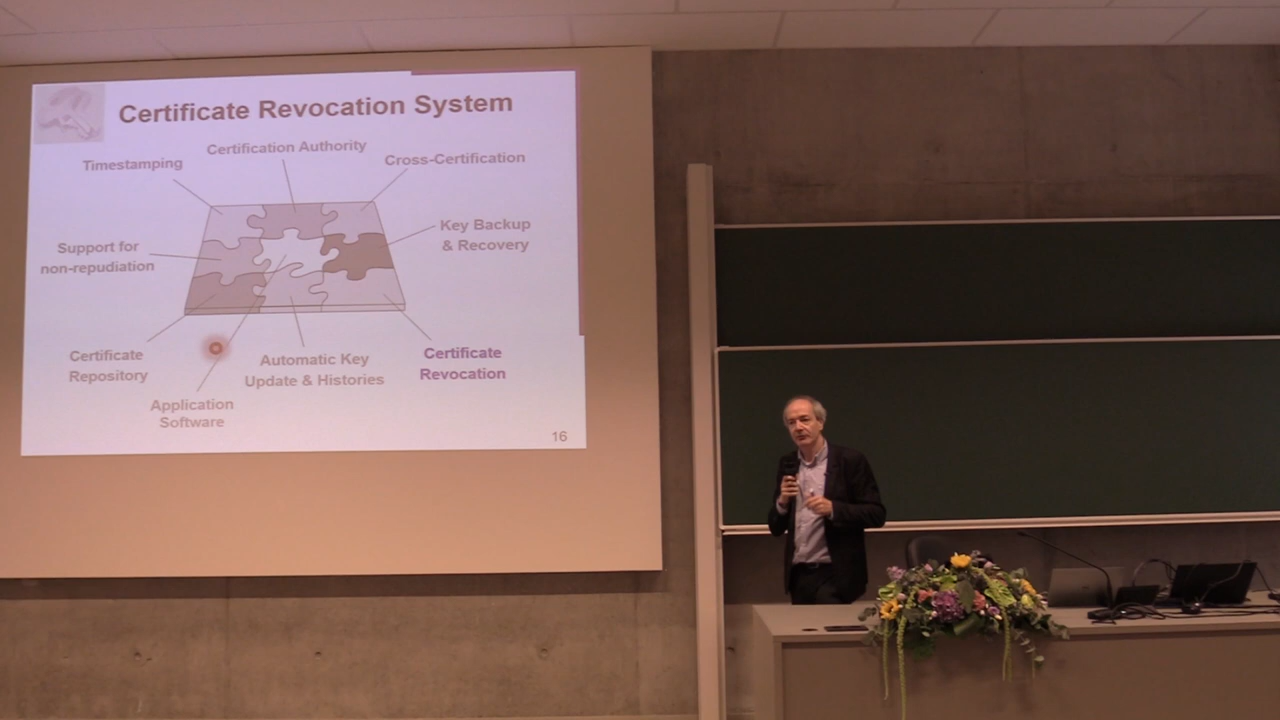 Certificate Revocation System
Certification Authority
Timestamping
Cross-Certification
Key Backup
& Recovery
Support for
non-repudiation
Certificate
Repository
Automatic Key
Update & Histories
Certificate
Revocation
Application
Software
16